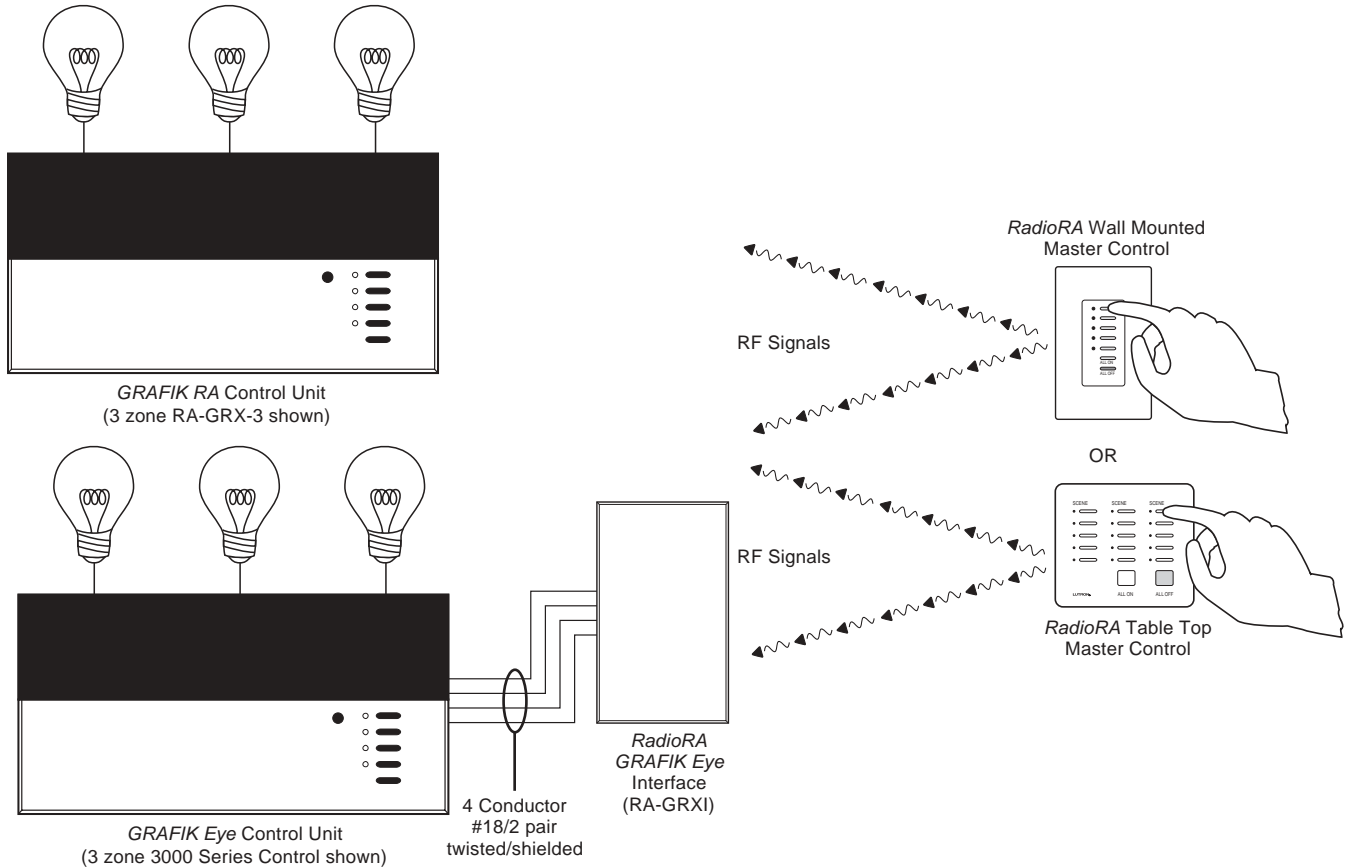 GRAFIK RA Control Unit
(3 zone RA-GRX-3 shown)
RF Signals
RadioRA Wall Mounted
Master Control
ALL ON
ALL OFF
OR
SCENE SCENE SCENE
LUTRON
ALL ON ALL OFF
RadioRA Table Top
Master Control
RF Signals
RadioRA
GRAFIK Eye
Interface
(RA-GRXI)
4 Conductor
#18/2 pair
twisted/shielded
GRAFIK Eye Control Unit
(3 zone 3000 Series Control shown)